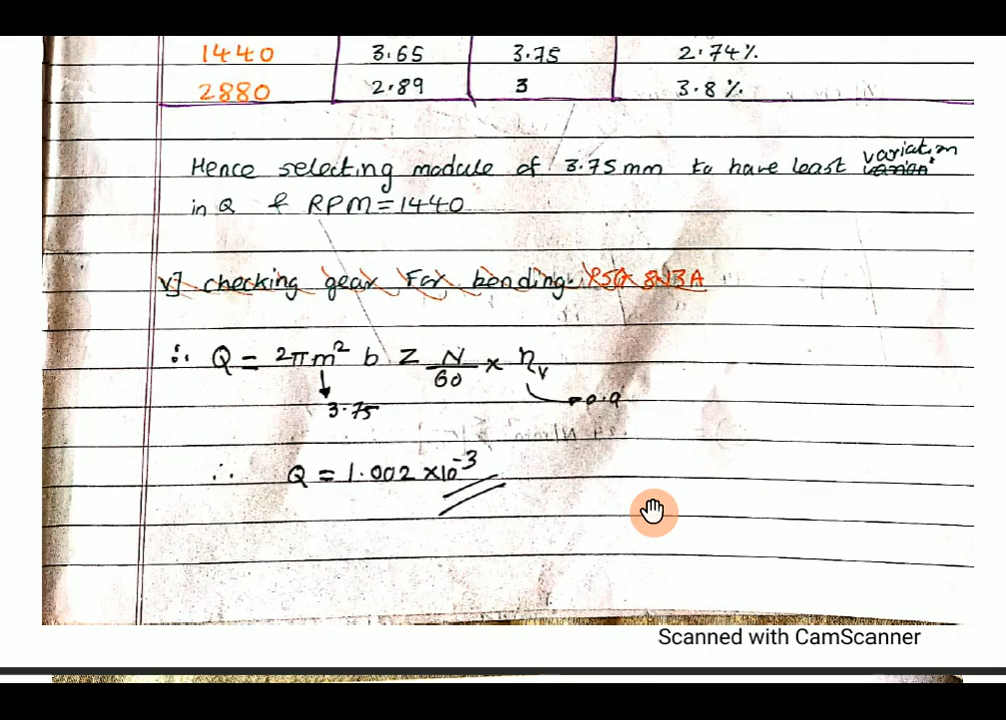 1440 3.65 3.75 2.74%.
2880 2.89 3 3.8%.
Hence selecting module of 3.75mm to have least variation
in Q & RPM=1440
v] checking gear For bending.
∴ Q = 2πm² b Z N/60 × ηv
3.75 0.9
∴ Q = 1.002 ×10⁻³
Scanned with CamScanner